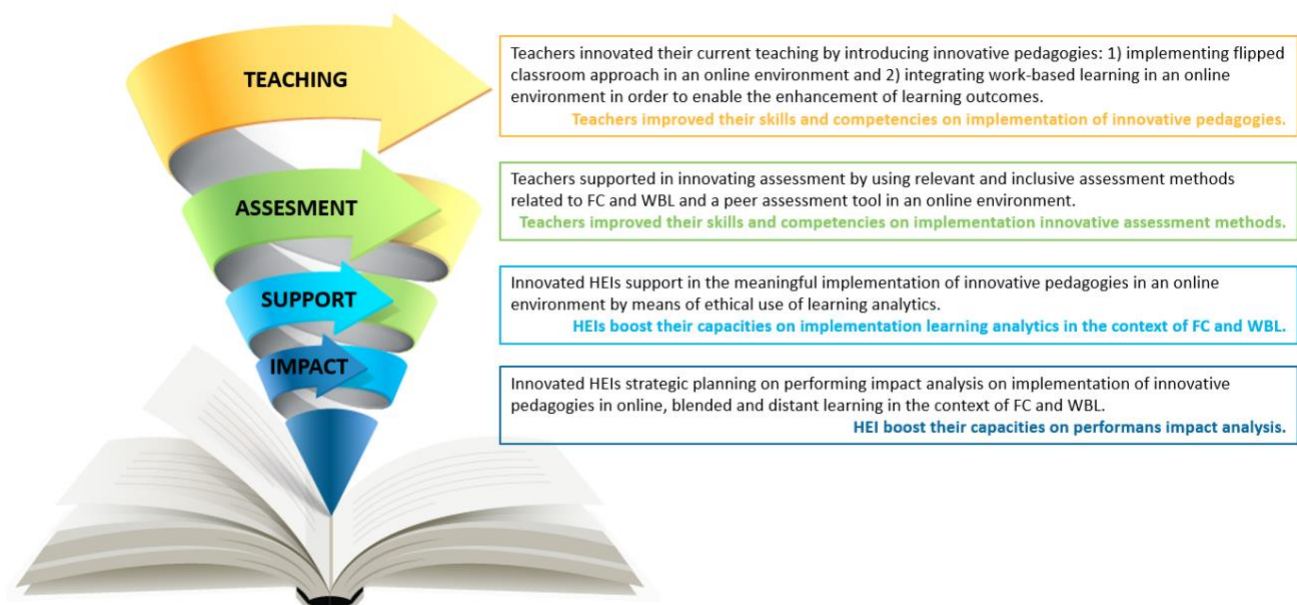 TEACHING
Teachers innovated their current teaching by introducing innovative pedagogies: 1) implementing flipped
classroom approach in an online environment and 2) integrating work-based learning in an online
environment in order to enable the enhancement of learning outcomes.
Teachers improved their skills and competencies on implementation of innovative pedagogies.
ASSESMENT
Teachers supported in innovating assessment by using relevant and inclusive assessment methods
related to FC and WBL and a peer assessment tool in an online environment.
Teachers improved their skills and competencies on implementation innovative assessment methods.
SUPPORT
Innovated HEIs support in the meaningful implementation of innovative pedagogies in an online
environment by means of ethical use of learning analytics.
HEIs boost their capacities on implementation learning analytics in the context of FC and WBL.
IMPACT
Innovated HEIs strategic planning on performing impact analysis on implementation of innovative
pedagogies in online, blended and distant learning in the context of FC and WBL.
HEI boost their capacities on performans impact analysis.